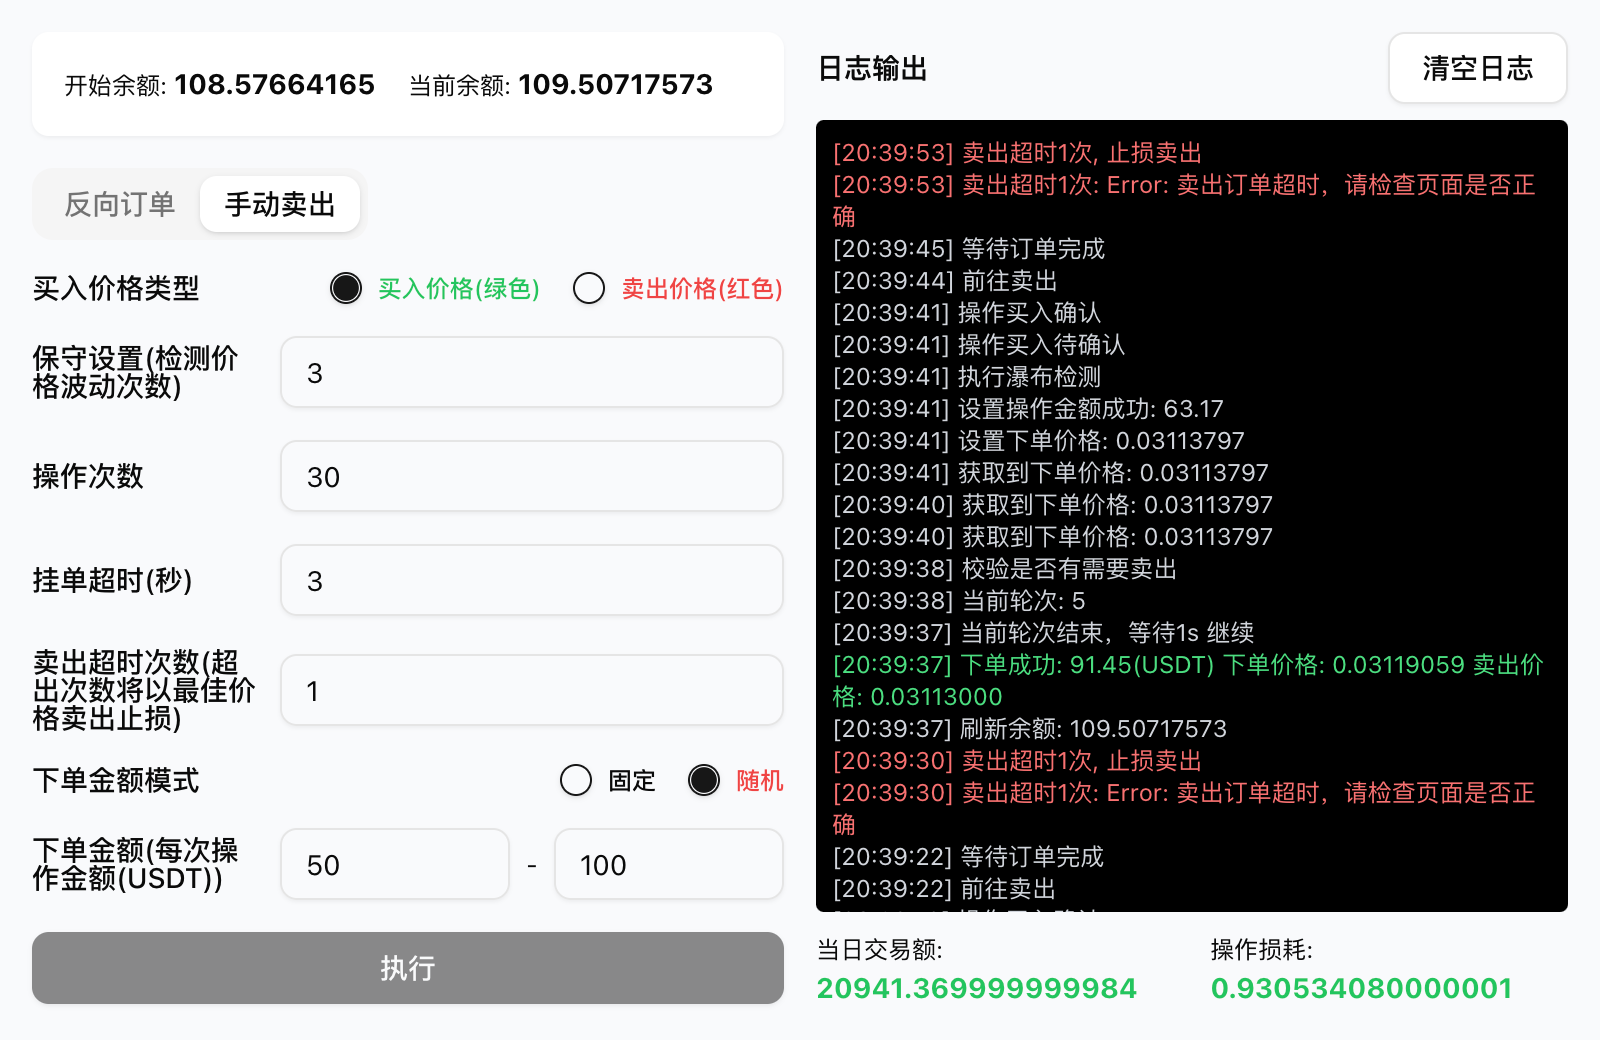 开始余额: 108.57664165 当前余额: 109.50717573
反向订单 手动卖出
买入价格类型 买入价格(绿色) 卖出价格(红色)
保守设置(检测价
格波动次数)
3
操作次数
30
挂单超时(秒)
3
卖出超时次数(超
出次数将以最佳价
格卖出止损)
1
下单金额模式 固定 随机
下单金额(每次操
作金额(USDT))
50 - 100
执行
日志输出
清空日志
[20:39:53] 卖出超时1次, 止损卖出
[20:39:53] 卖出超时1次: Error: 卖出订单超时，请检查页面是否正
确
[20:39:45] 等待订单完成
[20:39:44] 前往卖出
[20:39:41] 操作买入确认
[20:39:41] 操作买入待确认
[20:39:41] 执行瀑布检测
[20:39:41] 设置操作金额成功: 63.17
[20:39:41] 设置下单价格: 0.03113797
[20:39:41] 获取到下单价格: 0.03113797
[20:39:40] 获取到下单价格: 0.03113797
[20:39:40] 获取到下单价格: 0.03113797
[20:39:38] 校验是否有需要卖出
[20:39:38] 当前轮次: 5
[20:39:37] 当前轮次结束，等待1s 继续
[20:39:37] 下单成功: 91.45(USDT) 下单价格: 0.03119059 卖出价
格: 0.03113000
[20:39:37] 刷新余额: 109.50717573
[20:39:30] 卖出超时1次, 止损卖出
[20:39:30] 卖出超时1次: Error: 卖出订单超时，请检查页面是否正
确
[20:39:22] 等待订单完成
[20:39:22] 前往卖出
当日交易额:
20941.369999999984
操作损耗:
0.930534080000001